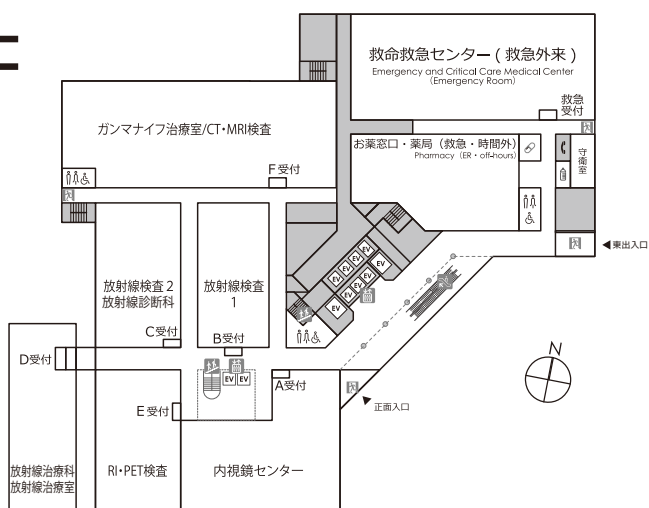 救命救急センター ( 救急外来 )
Emergency and Critical Care Medical Center
(Emergency Room)
救急
受付
ガンマナイフ治療室/CT・MRI検査
お薬窓口・薬局（救急・時間外）
Pharmacy (ER・off-hours)
守衛室
F受付
東出入口
EV
EV
EV
EV
EV
EV
EV
EV
EV
放射線検査 2
放射線診断科
放射線検査
1
C受付
B受付
D受付
EV EV
A受付
N
E受付
正面入口
放射線治療科
放射線治療室
RI・PET検査
内視鏡センター